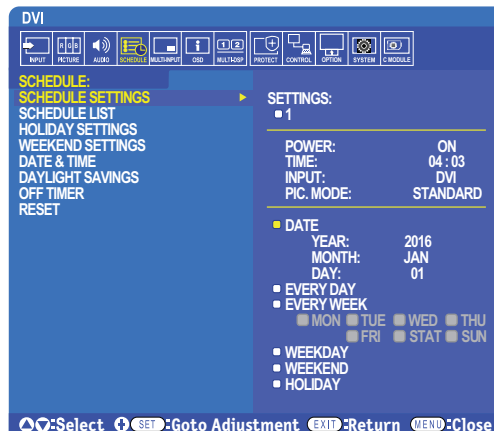 DVI
INPUT RGB PICTURE AUDIO SCHEDULE MULTI-INPUT OSD 1 2 MULTI-DSP PROTECT CONTROL OPTION SYSTEM C MODULE
SCHEDULE:
SCHEDULE SETTINGS
SCHEDULE LIST
HOLIDAY SETTINGS
WEEKEND SETTINGS
DATE & TIME
DAYLIGHT SAVINGS
OFF TIMER
RESET
SETTINGS:
1
POWER: ON
TIME: 04 : 03
INPUT: DVI
PIC. MODE: STANDARD
DATE
YEAR: 2016
MONTH: JAN
DAY: 01
EVERY DAY
EVERY WEEK
MON TUE WED THU
FRI STAT SUN
WEEKDAY
WEEKEND
HOLIDAY
:Select SET :Goto Adjustment EXIT :Return MENU :Close